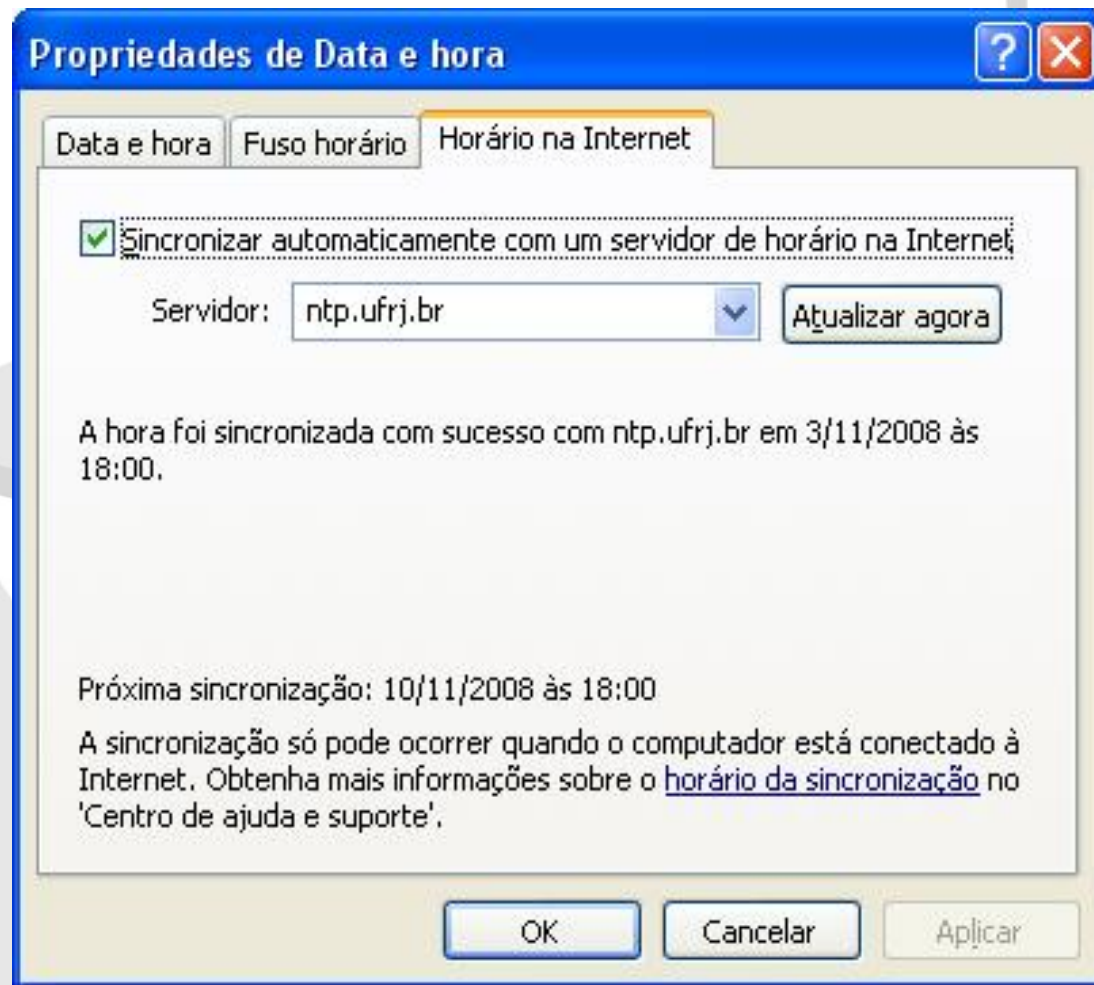 Propriedades de Data e hora
Data e hora
Fuso horário
Horário na Internet
Sincronizar automaticamente com um servidor de horário na Internet
Servidor:
ntp.ufrj.br
Atualizar agora
A hora foi sincronizada com sucesso com ntp.ufrj.br em 3/11/2008 às
18:00.
Próxima sincronização: 10/11/2008 às 18:00
A sincronização só pode ocorrer quando o computador está conectado à
Internet. Obtenha mais informações sobre o horário da sincronização no
'Centro de ajuda e suporte'.
OK
Cancelar
Aplicar